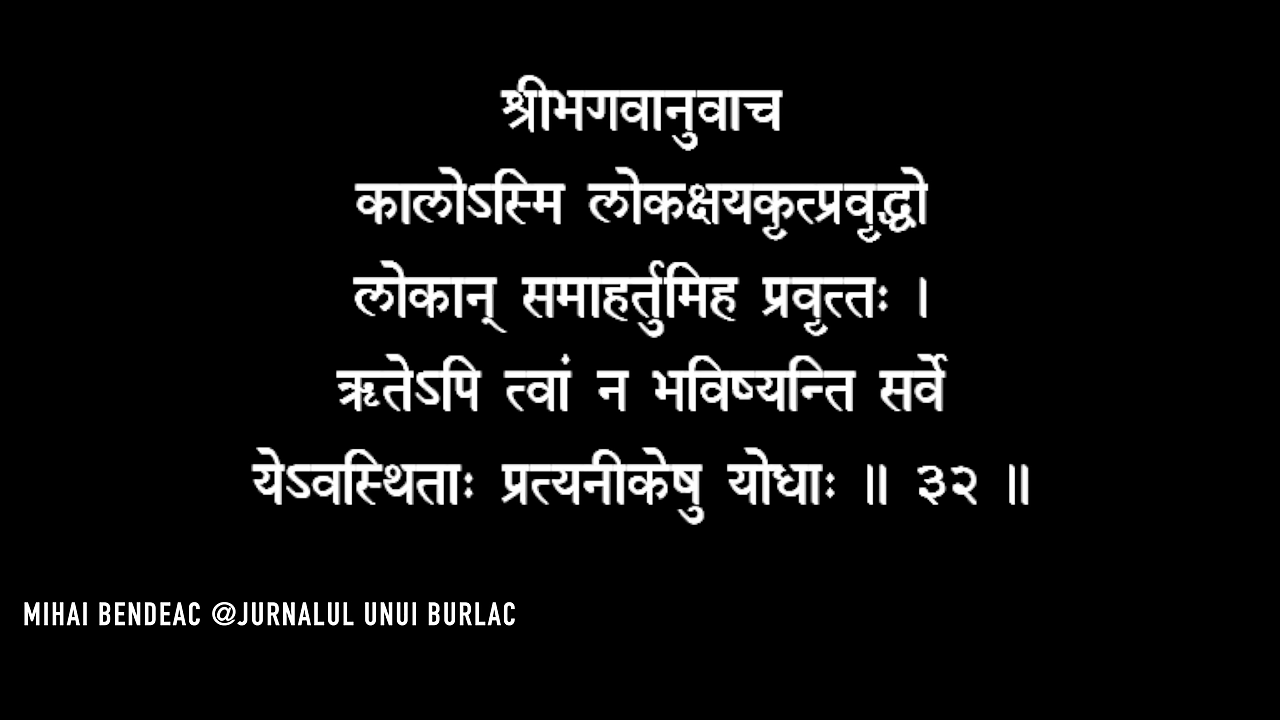 श्रीभगवानुवाच
कालोऽस्मि लोकक्षयकृत्प्रवृद्धो
लोकान् समाहर्तुमिह प्रवृत्तः ।
ऋतेऽपि त्वां न भविष्यन्ति सर्वे
येऽवस्थिताः प्रत्यनीकेषु योधाः ॥ ३२ ॥
MIHAI BENDEAC @JURNALUL UNUI BURLAC